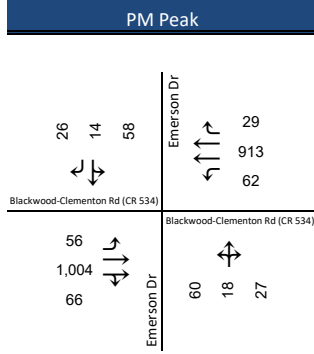 PM Peak
Emerson Dr
26 14 58
29
913
62
Blackwood-Clementon Rd (CR 534)
Blackwood-Clementon Rd (CR 534)
56
1,004
66
Emerson Dr
60 18 27